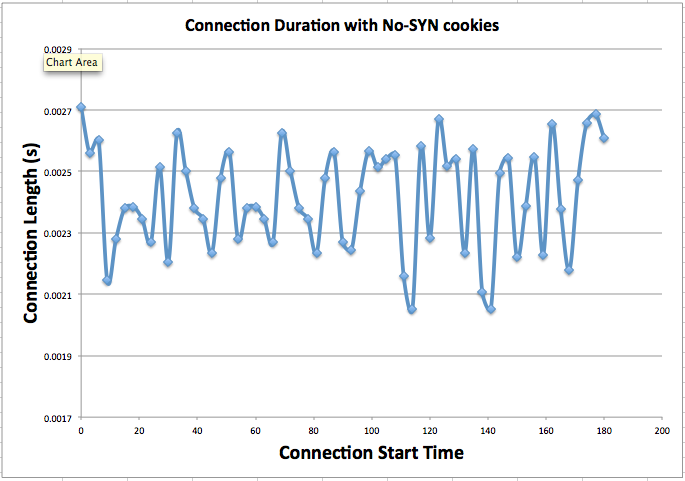 Connection Duration with No-SYN cookies
0.0029
Chart Area
0.0027
0.0025
0.0023
0.0021
0.0019
0.0017
Connection Length (s)
0 20 40 60 80 100 120 140 160 180 200
Connection Start Time